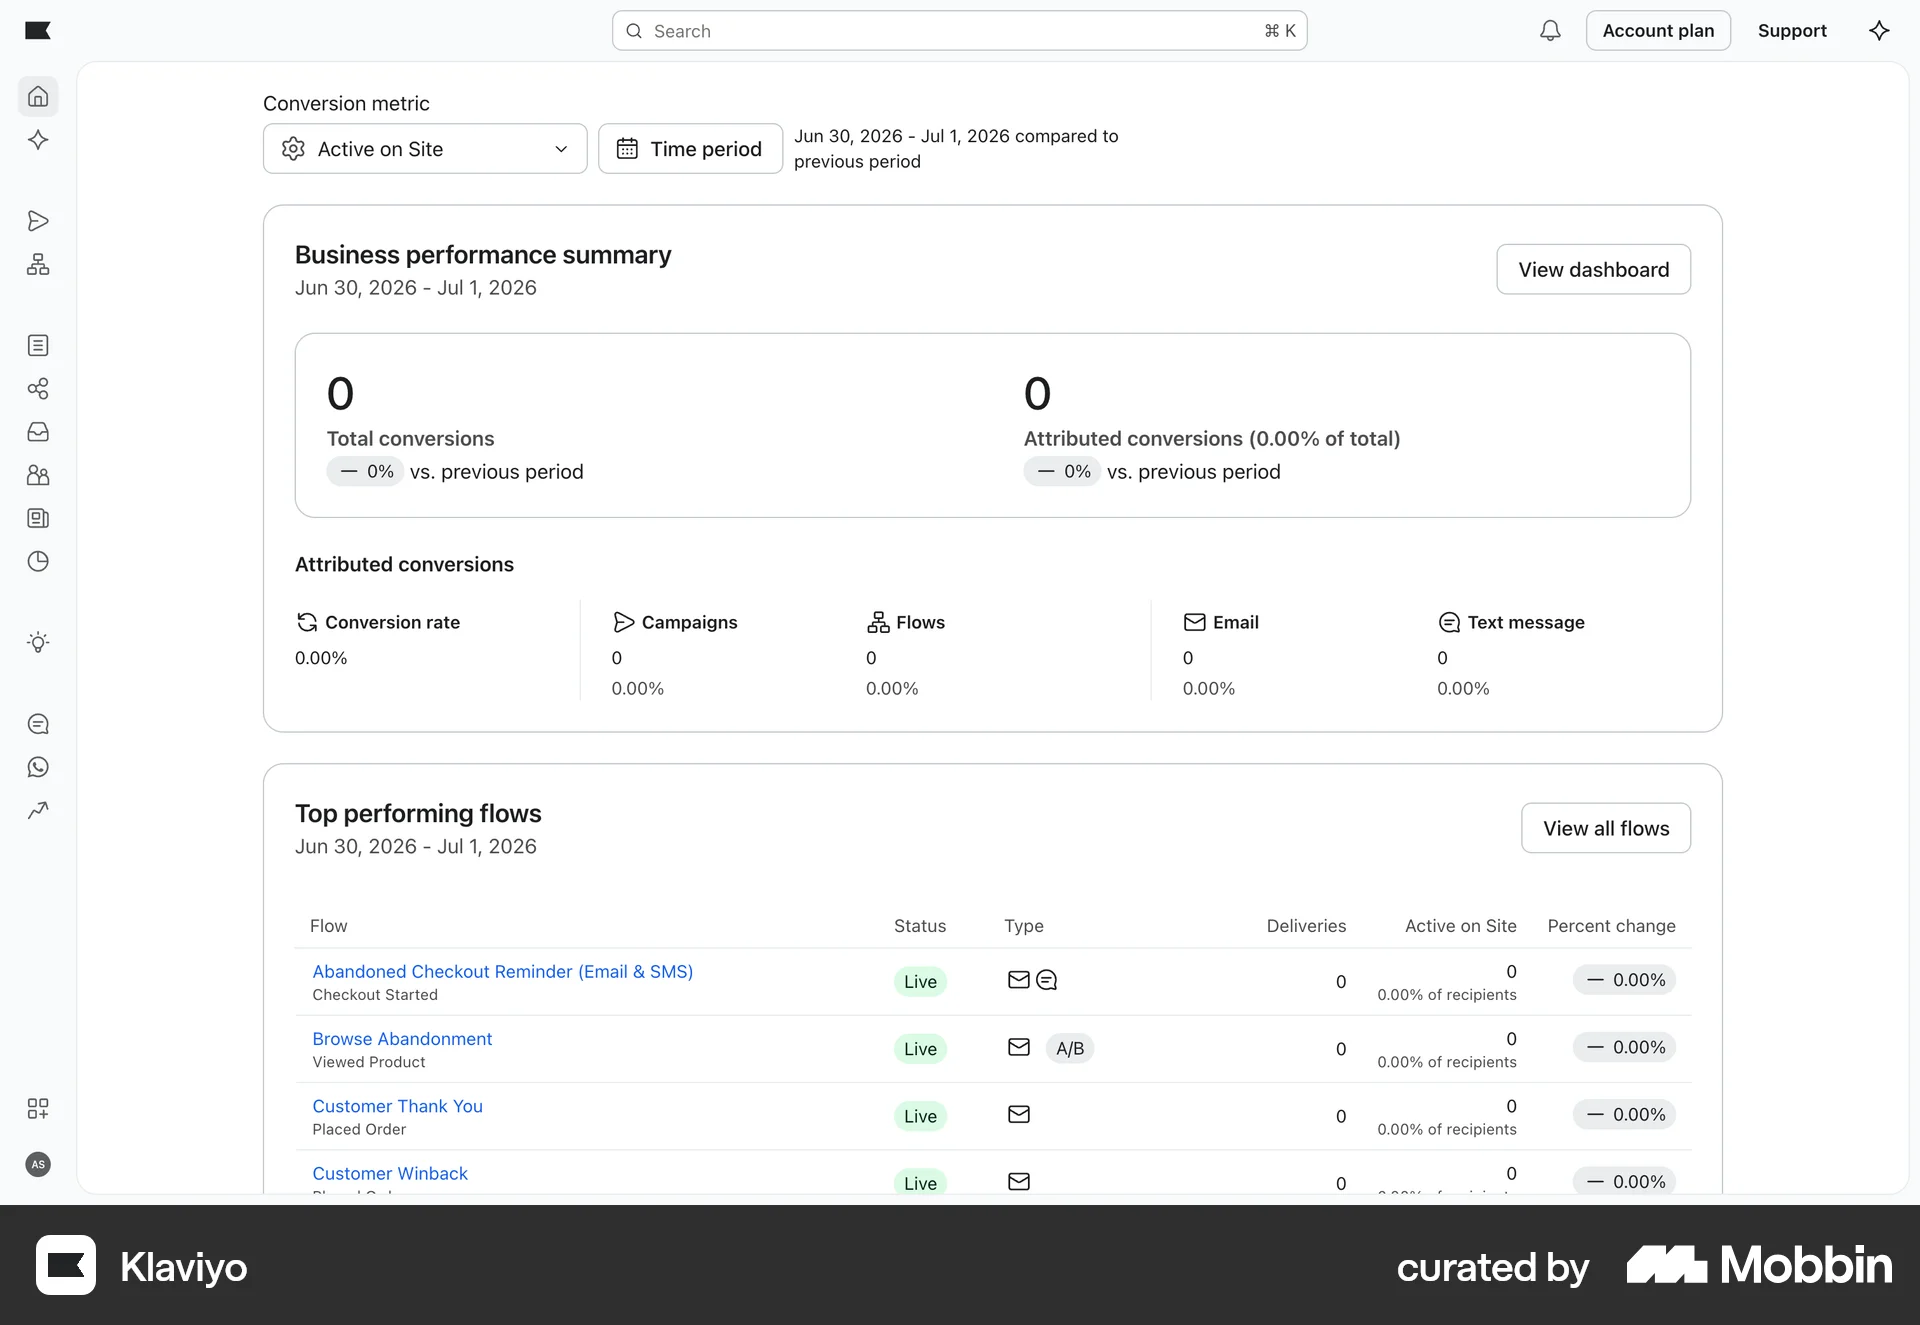 Search
⌘ K
Account plan
Support
Conversion metric
Active on Site
Time period
Jun 30, 2026 - Jul 1, 2026 compared to
previous period
Business performance summary
Jun 30, 2026 - Jul 1, 2026
View dashboard
0
Total conversions
— 0% vs. previous period
0
Attributed conversions (0.00% of total)
— 0% vs. previous period
Attributed conversions
Conversion rate
0.00%
Campaigns
0
0.00%
Flows
0
0.00%
Email
0
0.00%
Text message
0
0.00%
Top performing flows
Jun 30, 2026 - Jul 1, 2026
View all flows
Flow Status Type Deliveries Active on Site Percent change
Abandoned Checkout Reminder (Email & SMS)
Checkout Started
Live
0
0
0.00% of recipients
— 0.00%
Browse Abandonment
Viewed Product
Live
A/B
0
0
0.00% of recipients
— 0.00%
Customer Thank You
Placed Order
Live
0
0
0.00% of recipients
— 0.00%
Customer Winback
Live
0
0
— 0.00%
AS
Klaviyo
curated by Mobbin